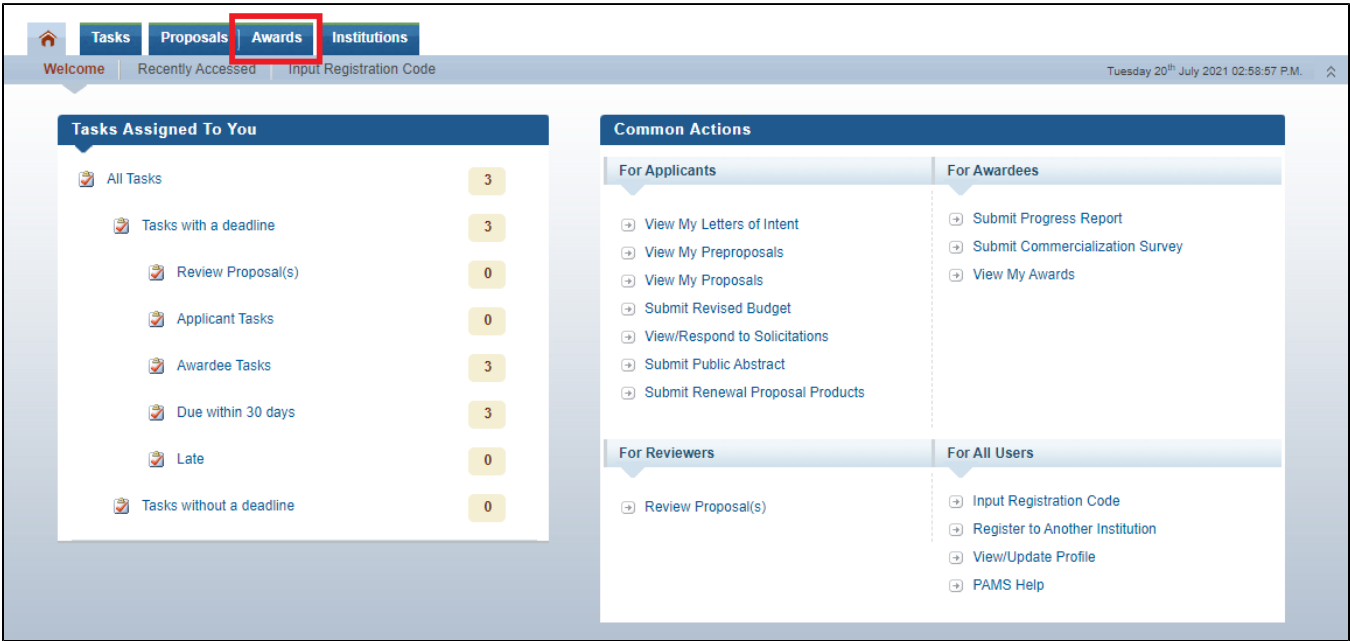 Tasks Proposals Awards Institutions
Welcome Recently Accessed Input Registration Code Tuesday 20th July 2021 02:58:57 P.M.
Tasks Assigned To You
All Tasks 3
Tasks with a deadline 3
Review Proposal(s) 0
Applicant Tasks 0
Awardee Tasks 3
Due within 30 days 3
Late 0
Tasks without a deadline 0
Common Actions
For Applicants
View My Letters of Intent
View My Preproposals
View My Proposals
Submit Revised Budget
View/Respond to Solicitations
Submit Public Abstract
Submit Renewal Proposal Products
For Awardees
Submit Progress Report
Submit Commercialization Survey
View My Awards
For Reviewers
Review Proposal(s)
For All Users
Input Registration Code
Register to Another Institution
View/Update Profile
PAMS Help